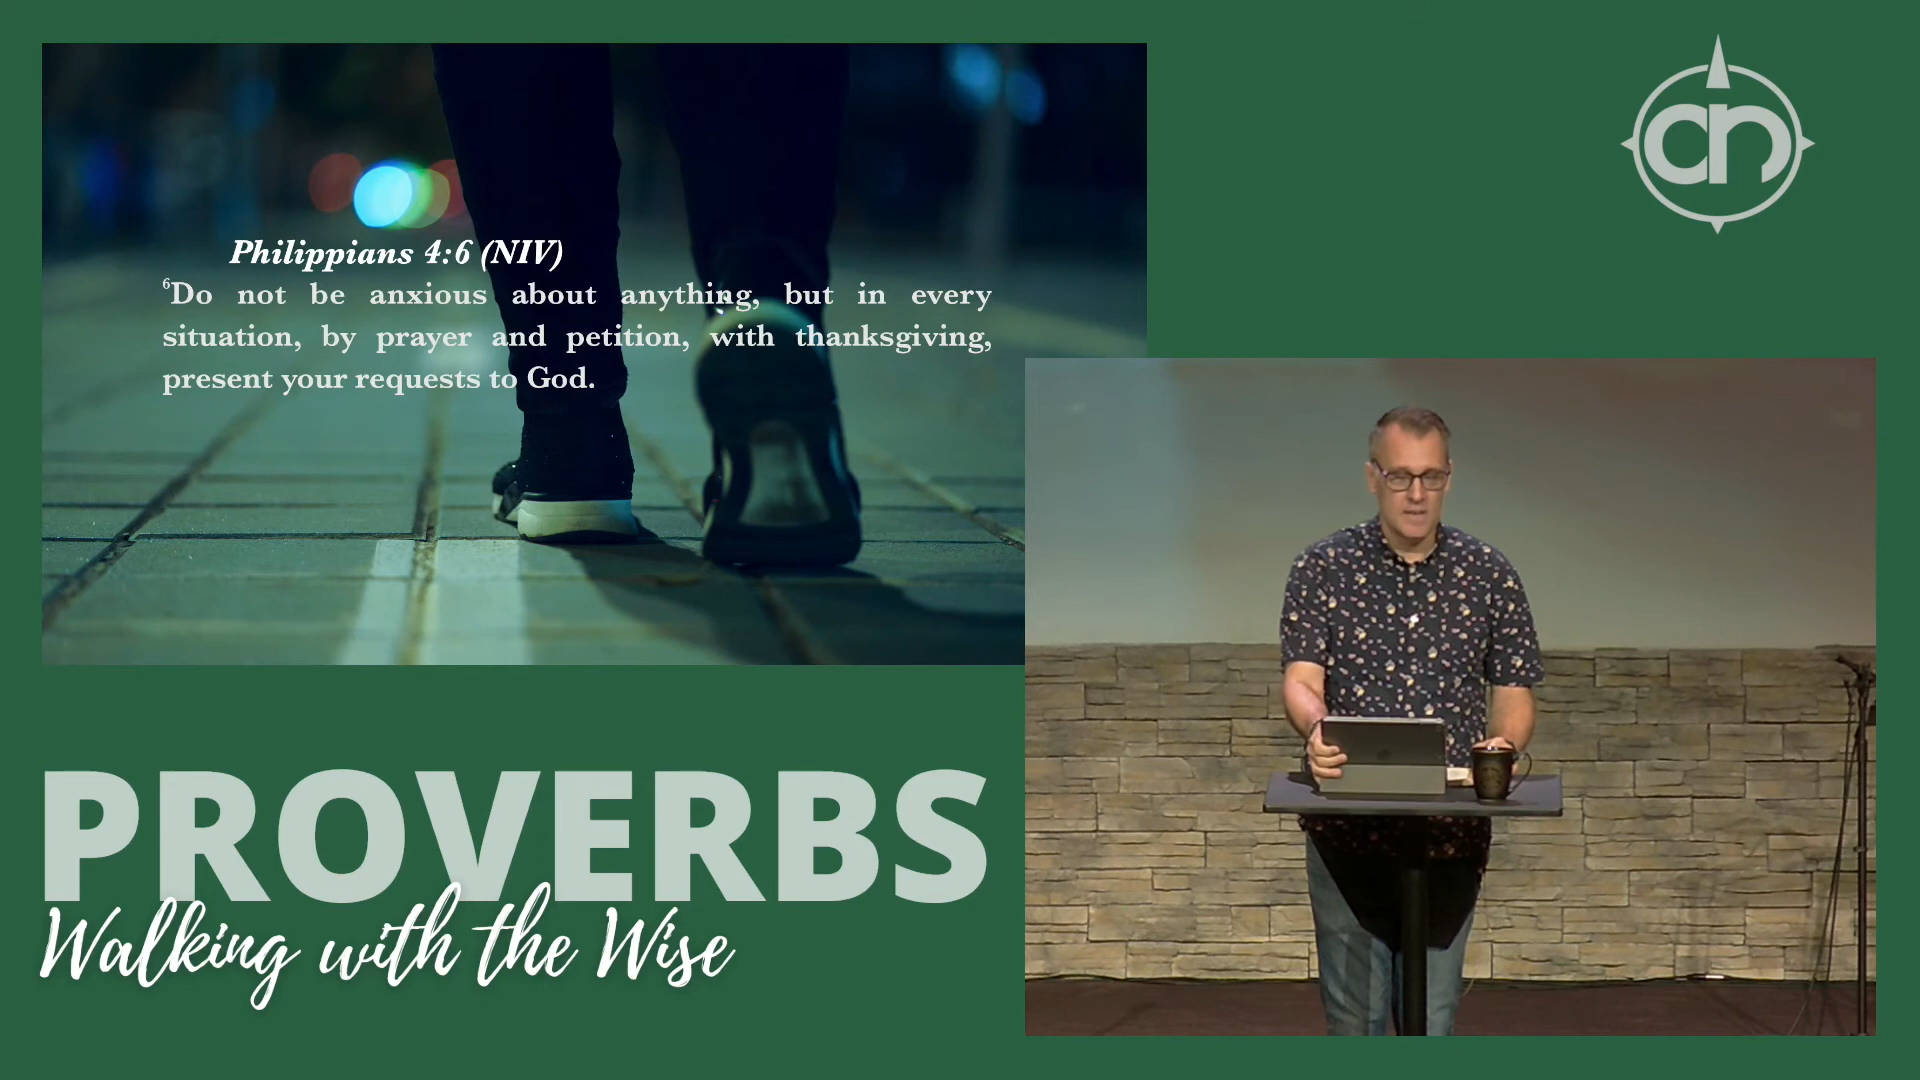 Philippians 4:6 (NIV)
⁶Do not be anxious about anything, but in every
situation, by prayer and petition, with thanksgiving,
present your requests to God.
cn
PROVERBS
Walking with the Wise